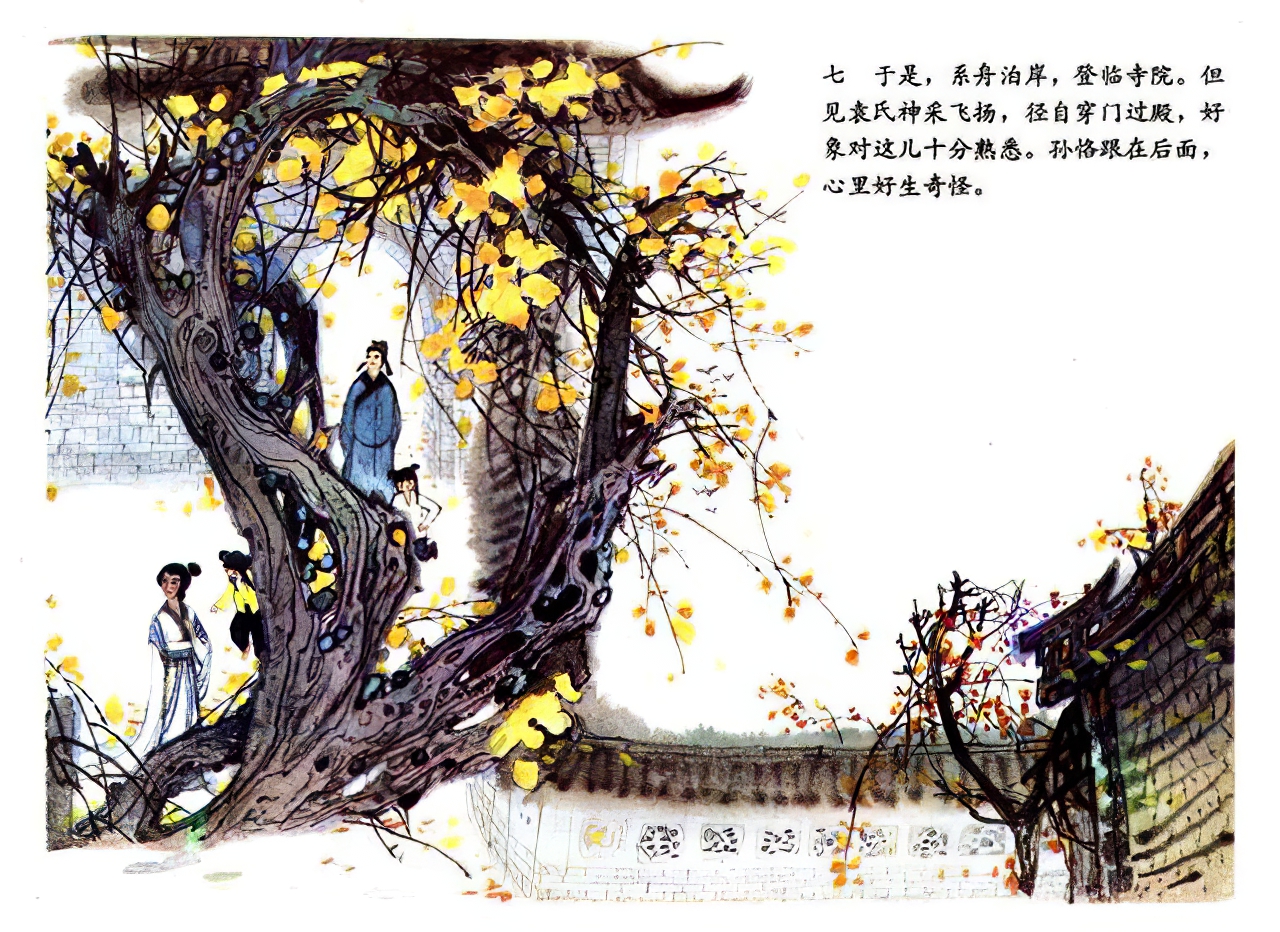 七　于是，系舟泊岸，登临寺院。但
见袁氏神采飞扬，径自穿门过殿，好
象对这儿十分熟悉。孙恪跟在后面，
心里好生奇怪。